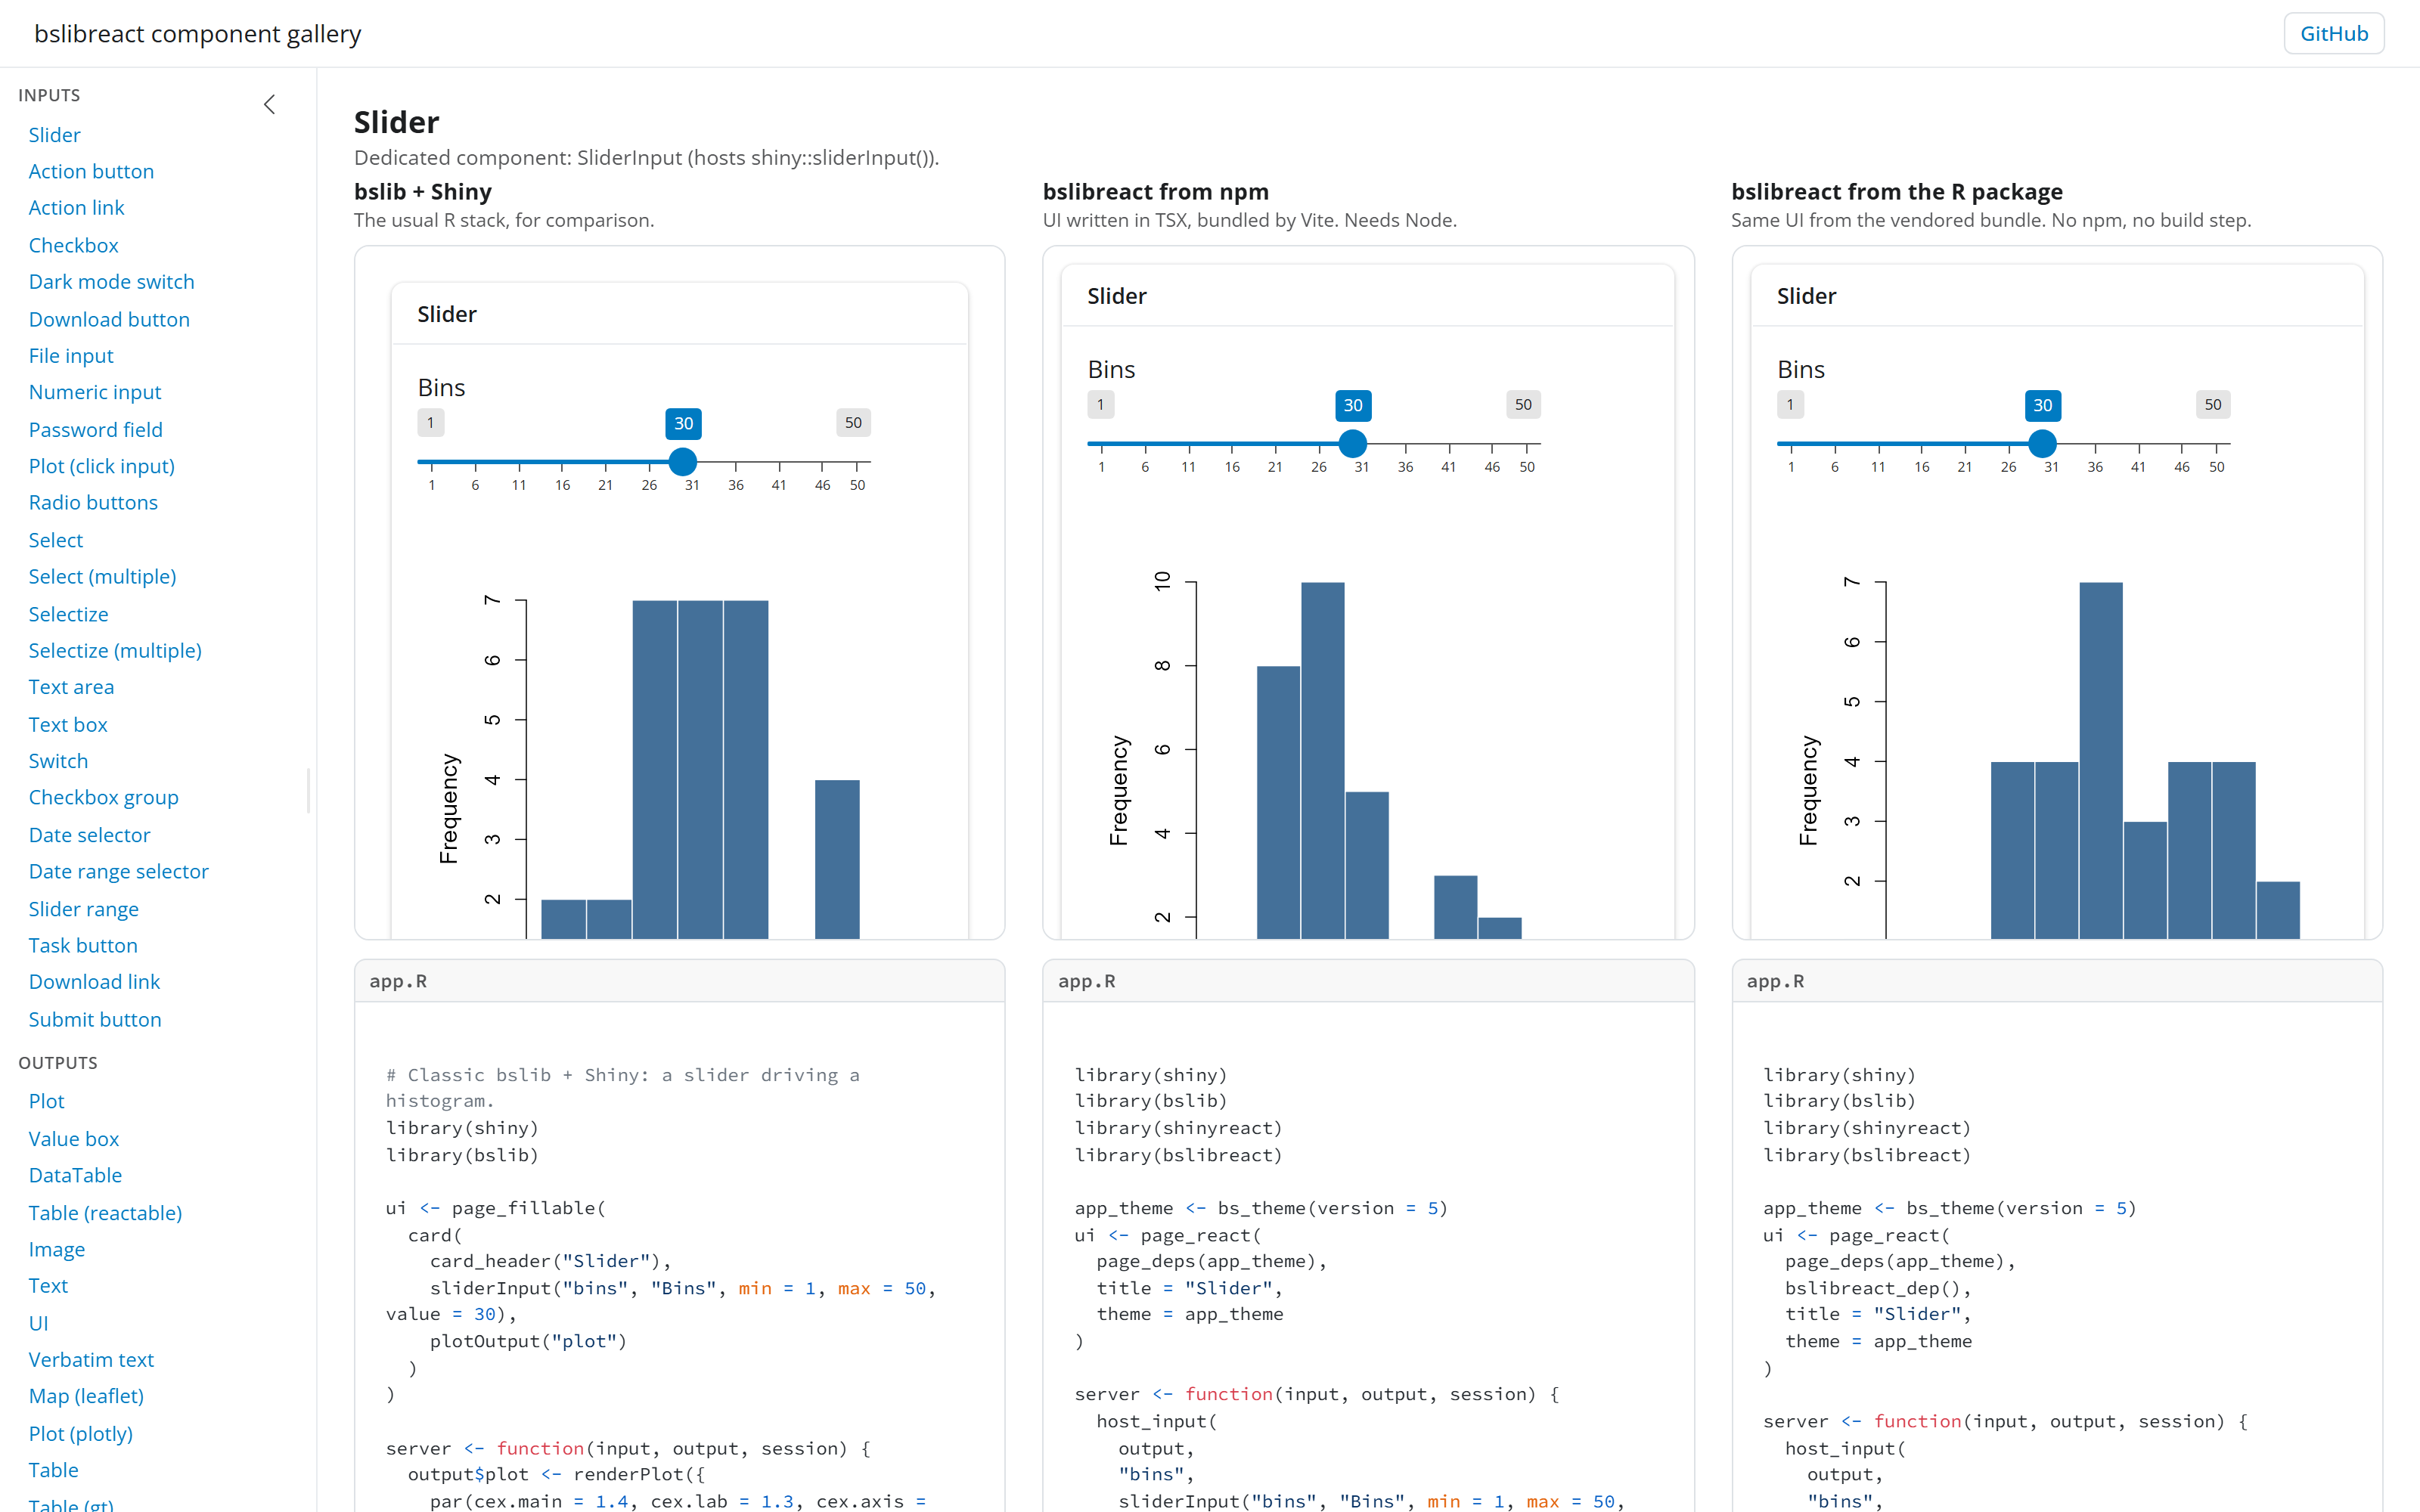 bslibreact component gallery
GitHub
INPUTS
Slider
Action button
Action link
Checkbox
Dark mode switch
Download button
File input
Numeric input
Password field
Plot (click input)
Radio buttons
Select
Select (multiple)
Selectize
Selectize (multiple)
Text area
Text box
Switch
Checkbox group
Date selector
Date range selector
Slider range
Task button
Download link
Submit button
OUTPUTS
Plot
Value box
DataTable
Table (reactable)
Image
Text
UI
Verbatim text
Map (leaflet)
Plot (plotly)
Table
Table (gt)
Slider
Dedicated component: SliderInput (hosts shiny::sliderInput()).
bslib + Shiny
The usual R stack, for comparison.
Slider
Bins
1 30 50
1 6 11 16 21 26 31 36 41 46 50
7
6
5
4
3
2
Frequency
app.R
# Classic bslib + Shiny: a slider driving a
histogram.
library(shiny)
library(bslib)
ui <- page_fillable(
card(
card_header("Slider"),
sliderInput("bins", "Bins", min = 1, max = 50,
value = 30),
plotOutput("plot")
)
)
server <- function(input, output, session) {
output$plot <- renderPlot({
par(cex.main = 1.4, cex.lab = 1.3, cex.axis =
bslibreact from npm
UI written in TSX, bundled by Vite. Needs Node.
Slider
Bins
1 30 50
1 6 11 16 21 26 31 36 41 46 50
10
8
6
4
2
Frequency
app.R
library(shiny)
library(bslib)
library(shinyreact)
library(bslibreact)
app_theme <- bs_theme(version = 5)
ui <- page_react(
page_deps(app_theme),
title = "Slider",
theme = app_theme
)
server <- function(input, output, session) {
host_input(
output,
"bins",
sliderInput("bins", "Bins", min = 1, max = 50,
bslibreact from the R package
Same UI from the vendored bundle. No npm, no build step.
Slider
Bins
1 30 50
1 6 11 16 21 26 31 36 41 46 50
7
6
5
4
3
2
Frequency
app.R
library(shiny)
library(bslib)
library(shinyreact)
library(bslibreact)
app_theme <- bs_theme(version = 5)
ui <- page_react(
page_deps(app_theme),
bslibreact_dep(),
title = "Slider",
theme = app_theme
)
server <- function(input, output, session) {
host_input(
output,
"bins",